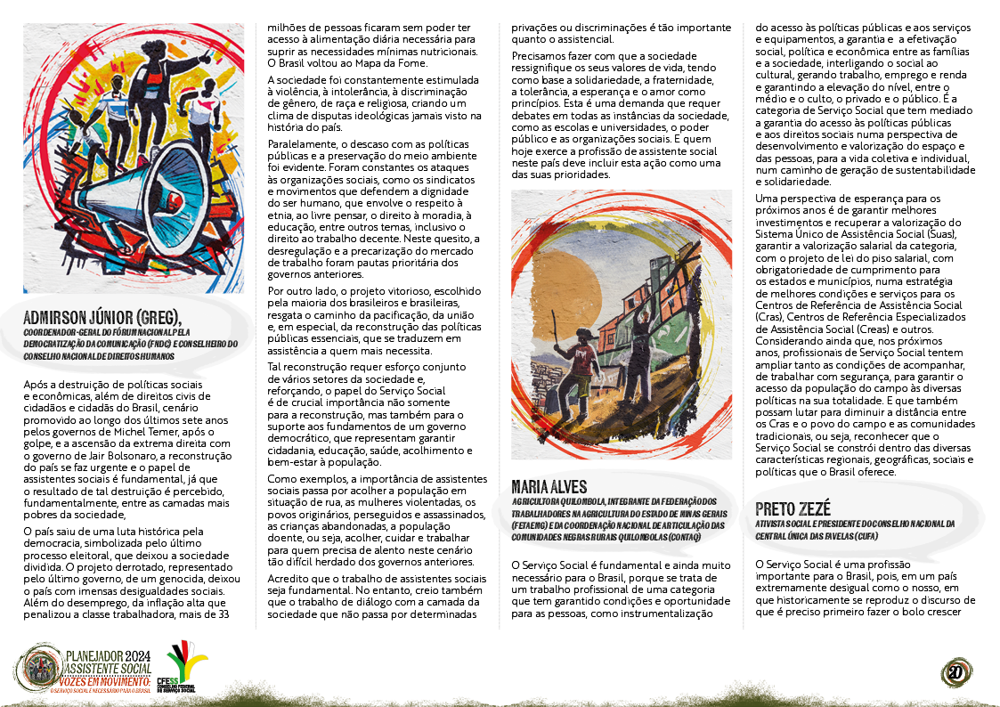 ADMIRSON JÚNIOR (GREG),
COORDENADOR-GERAL DO FÓRUM NACIONAL PELA
DEMOCRATIZAÇÃO DA COMUNICAÇÃO (FNDC) E CONSELHEIRO DO
CONSELHO NACIONAL DE DIREITOS HUMANOS
Após a destruição de políticas sociais
e econômicas, além de direitos civis de
cidadãos e cidadãs do Brasil, cenário
promovido ao longo dos últimos sete anos
pelos governos de Michel Temer, após o
golpe, e a ascensão da extrema direita com
o governo de Jair Bolsonaro, a reconstrução
do país se faz urgente e o papel de
assistentes sociais é fundamental, já que
o resultado de tal destruição é percebido,
fundamentalmente, entre as camadas mais
pobres da sociedade,
O país saiu de uma luta histórica pela
democracia, simbolizada pelo último
processo eleitoral, que deixou a sociedade
dividida. O projeto derrotado, representado
pelo último governo, de um genocida, deixou
o país com imensas desigualdades sociais.
Além do desemprego, da inflação alta que
penalizou a classe trabalhadora, mais de 33
milhões de pessoas ficaram sem poder ter
acesso à alimentação diária necessária para
suprir as necessidades mínimas nutricionais.
O Brasil voltou ao Mapa da Fome.
A sociedade foi constantemente estimulada
à violência, à intolerância, à discriminação
de gênero, de raça e religiosa, criando um
clima de disputas ideológicas jamais visto na
história do país.
Paralelamente, o descaso com as políticas
públicas e a preservação do meio ambiente
foi evidente. Foram constantes os ataques
às organizações sociais, como os sindicatos
e movimentos que defendem a dignidade
do ser humano, que envolve o respeito à
etnia, ao livre pensar, o direito à moradia, à
educação, entre outros temas, inclusivo o
direito ao trabalho decente. Neste quesito, a
desregulação e a precarização do mercado
de trabalho foram pautas prioritária dos
governos anteriores.
Por outro lado, o projeto vitorioso, escolhido
pela maioria dos brasileiros e brasileiras,
resgata o caminho da pacificação, da união
e, em especial, da reconstrução das políticas
públicas essenciais, que se traduzem em
assistência a quem mais necessita.
Tal reconstrução requer esforço conjunto
de vários setores da sociedade e,
reforçando, o papel do Serviço Social
é de crucial importância não somente
para a reconstrução, mas também para o
suporte aos fundamentos de um governo
democrático, que representam garantir
cidadania, educação, saúde, acolhimento e
bem-estar à população.
Como exemplos, a importância de assistentes
sociais passa por acolher a população em
situação de rua, as mulheres violentadas, os
povos originários, perseguidos e assassinados,
as crianças abandonadas, a população
doente, ou seja, acolher, cuidar e trabalhar
para quem precisa de alento neste cenário
tão difícil herdado dos governos anteriores.
Acredito que o trabalho de assistentes sociais
seja fundamental. No entanto, creio também
que o trabalho de diálogo com a camada da
sociedade que não passa por determinadas
privações ou discriminações é tão importante
quanto o assistencial.
Precisamos fazer com que a sociedade
ressignifique os seus valores de vida, tendo
como base a solidariedade, a fraternidade,
a tolerância, a esperança e o amor como
princípios. Esta é uma demanda que requer
debates em todas as instâncias da sociedade,
como as escolas e universidades, o poder
público e as organizações sociais. E quem
hoje exerce a profissão de assistente social
neste país deve incluir esta ação como uma
das suas prioridades.
MARIA ALVES
AGRICULTORA QUILOMBOLA, INTEGRANTE DA FEDERAÇÃO DOS
TRABALHADORES NA AGRICULTURA DO ESTADO DE MINAS GERAIS
(FETAEMG) E DA COORDENAÇÃO NACIONAL DE ARTICULAÇÃO DAS
COMUNIDADES NEGRAS RURAIS QUILOMBOLAS (CONTAQ)
O Serviço Social é fundamental e ainda muito
necessário para o Brasil, porque se trata de
um trabalho profissional de uma categoria
que tem garantido condições e oportunidade
para as pessoas, como instrumentalização
do acesso às políticas públicas e aos serviços
e equipamentos, a garantia e a efetivação
social, política e econômica entre as famílias
e a sociedade, interligando o social ao
cultural, gerando trabalho, emprego e renda
e garantindo a elevação do nível, entre o
médio e o culto, o privado e o público. É a
categoria de Serviço Social que tem mediado
a garantia do acesso às políticas públicas
e aos direitos sociais numa perspectiva de
desenvolvimento e valorização do espaço e
das pessoas, para a vida coletiva e individual,
num caminho de geração de sustentabilidade
e solidariedade.
Uma perspectiva de esperança para os
próximos anos é de garantir melhores
investimentos e recuperar a valorização do
Sistema Único de Assistência Social (Suas),
garantir a valorização salarial da categoria,
com o projeto de lei do piso salarial, com
obrigatoriedade de cumprimento para
os estados e municípios, numa estratégia
de melhores condições e serviços para os
Centros de Referência de Assistência Social
(Cras), Centros de Referência Especializados
de Assistência Social (Creas) e outros.
Considerando ainda que, nos próximos
anos, profissionais de Serviço Social tentem
ampliar tanto as condições de acompanhar,
de trabalhar com segurança, para garantir o
acesso da população do campo às diversas
políticas na sua totalidade. E que também
possam lutar para diminuir a distância entre
os Cras e o povo do campo e as comunidades
tradicionais, ou seja, reconhecer que o
Serviço Social se constrói dentro das diversas
características regionais, geográficas, sociais e
políticas que o Brasil oferece.
PRETO ZEZÉ
ATIVISTA SOCIAL E PRESIDENTE DO CONSELHO NACIONAL DA
CENTRAL ÚNICA DAS FAVELAS (CUFA)
O Serviço Social é uma profissão
importante para o Brasil, pois, em um país
extremamente desigual como o nosso, em
que historicamente se reproduz o discurso de
que é preciso primeiro fazer o bolo crescer
PLANEJADOR 2024
ASSISTENTE SOCIAL
VOZES EM MOVIMENTO:
O SERVIÇO SOCIAL É NECESSÁRIO PARA O BRASIL
CFESS
CONSELHO FEDERAL
DE SERVIÇO SOCIAL
20